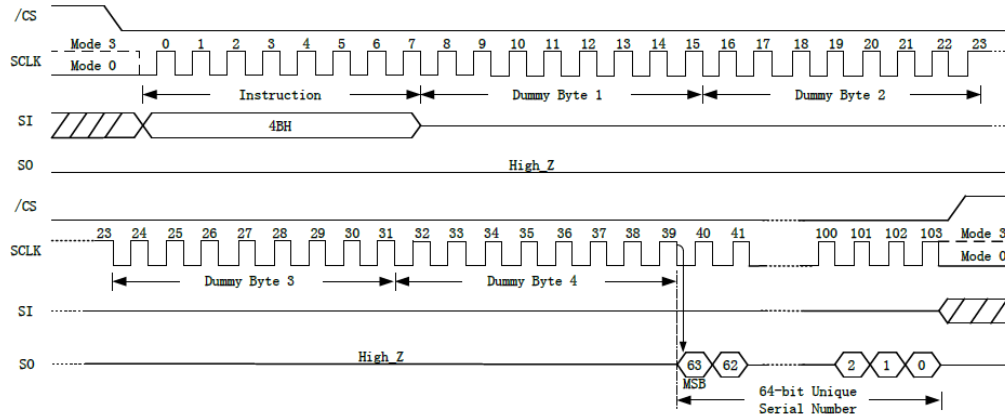 /CS
Mode 3 0 1 2 3 4 5 6 7 8 9 10 11 12 13 14 15 16 17 18 19 20 21 22 23
SCLK
Mode 0
Instruction Dummy Byte 1 Dummy Byte 2
SI
4BH
SO
High_Z
/CS
23 24 25 26 27 28 29 30 31 32 33 34 35 36 37 38 39 40 41 100 101 102 103 Mode 3
SCLK
Mode 0
Dummy Byte 3 Dummy Byte 4
SI
High_Z
SO
63 62 2 1 0
MSB
64-bit Unique
Serial Number